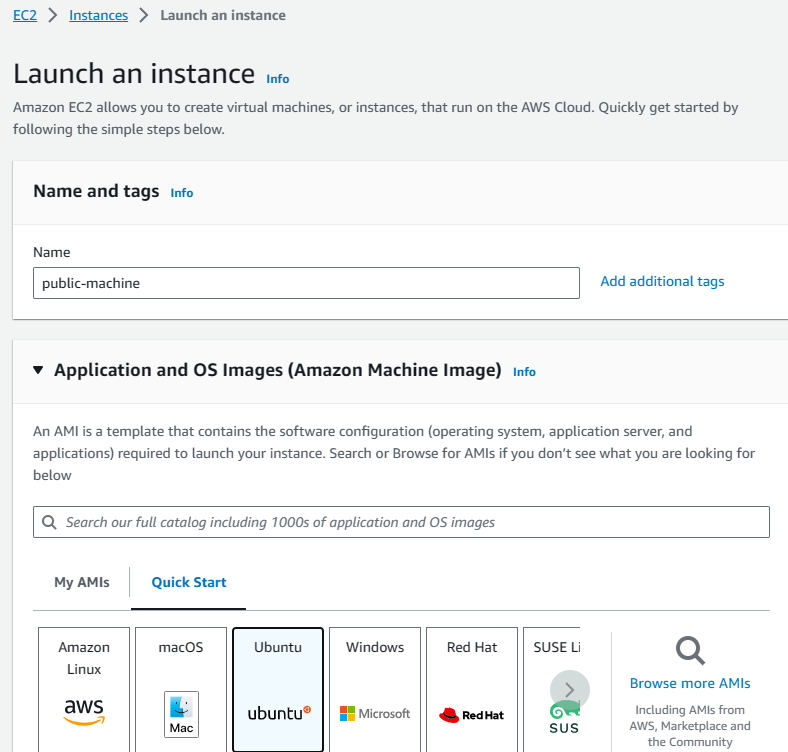 EC2 > Instances > Launch an instance
Launch an instance Info
Amazon EC2 allows you to create virtual machines, or instances, that run on the AWS Cloud. Quickly get started by
following the simple steps below.
Name and tags Info
Name
public-machine
Add additional tags
Application and OS Images (Amazon Machine Image) Info
An AMI is a template that contains the software configuration (operating system, application server, and
applications) required to launch your instance. Search or Browse for AMIs if you don’t see what you are looking for
below
Search our full catalog including 1000s of application and OS images
My AMIs
Quick Start
Amazon
Linux
aws
macOS
Mac
Ubuntu
ubuntu
Windows
Microsoft
Red Hat
Red Hat
SUSE Li
SUS
Browse more AMIs
Including AMIs from
AWS, Marketplace and
the Community